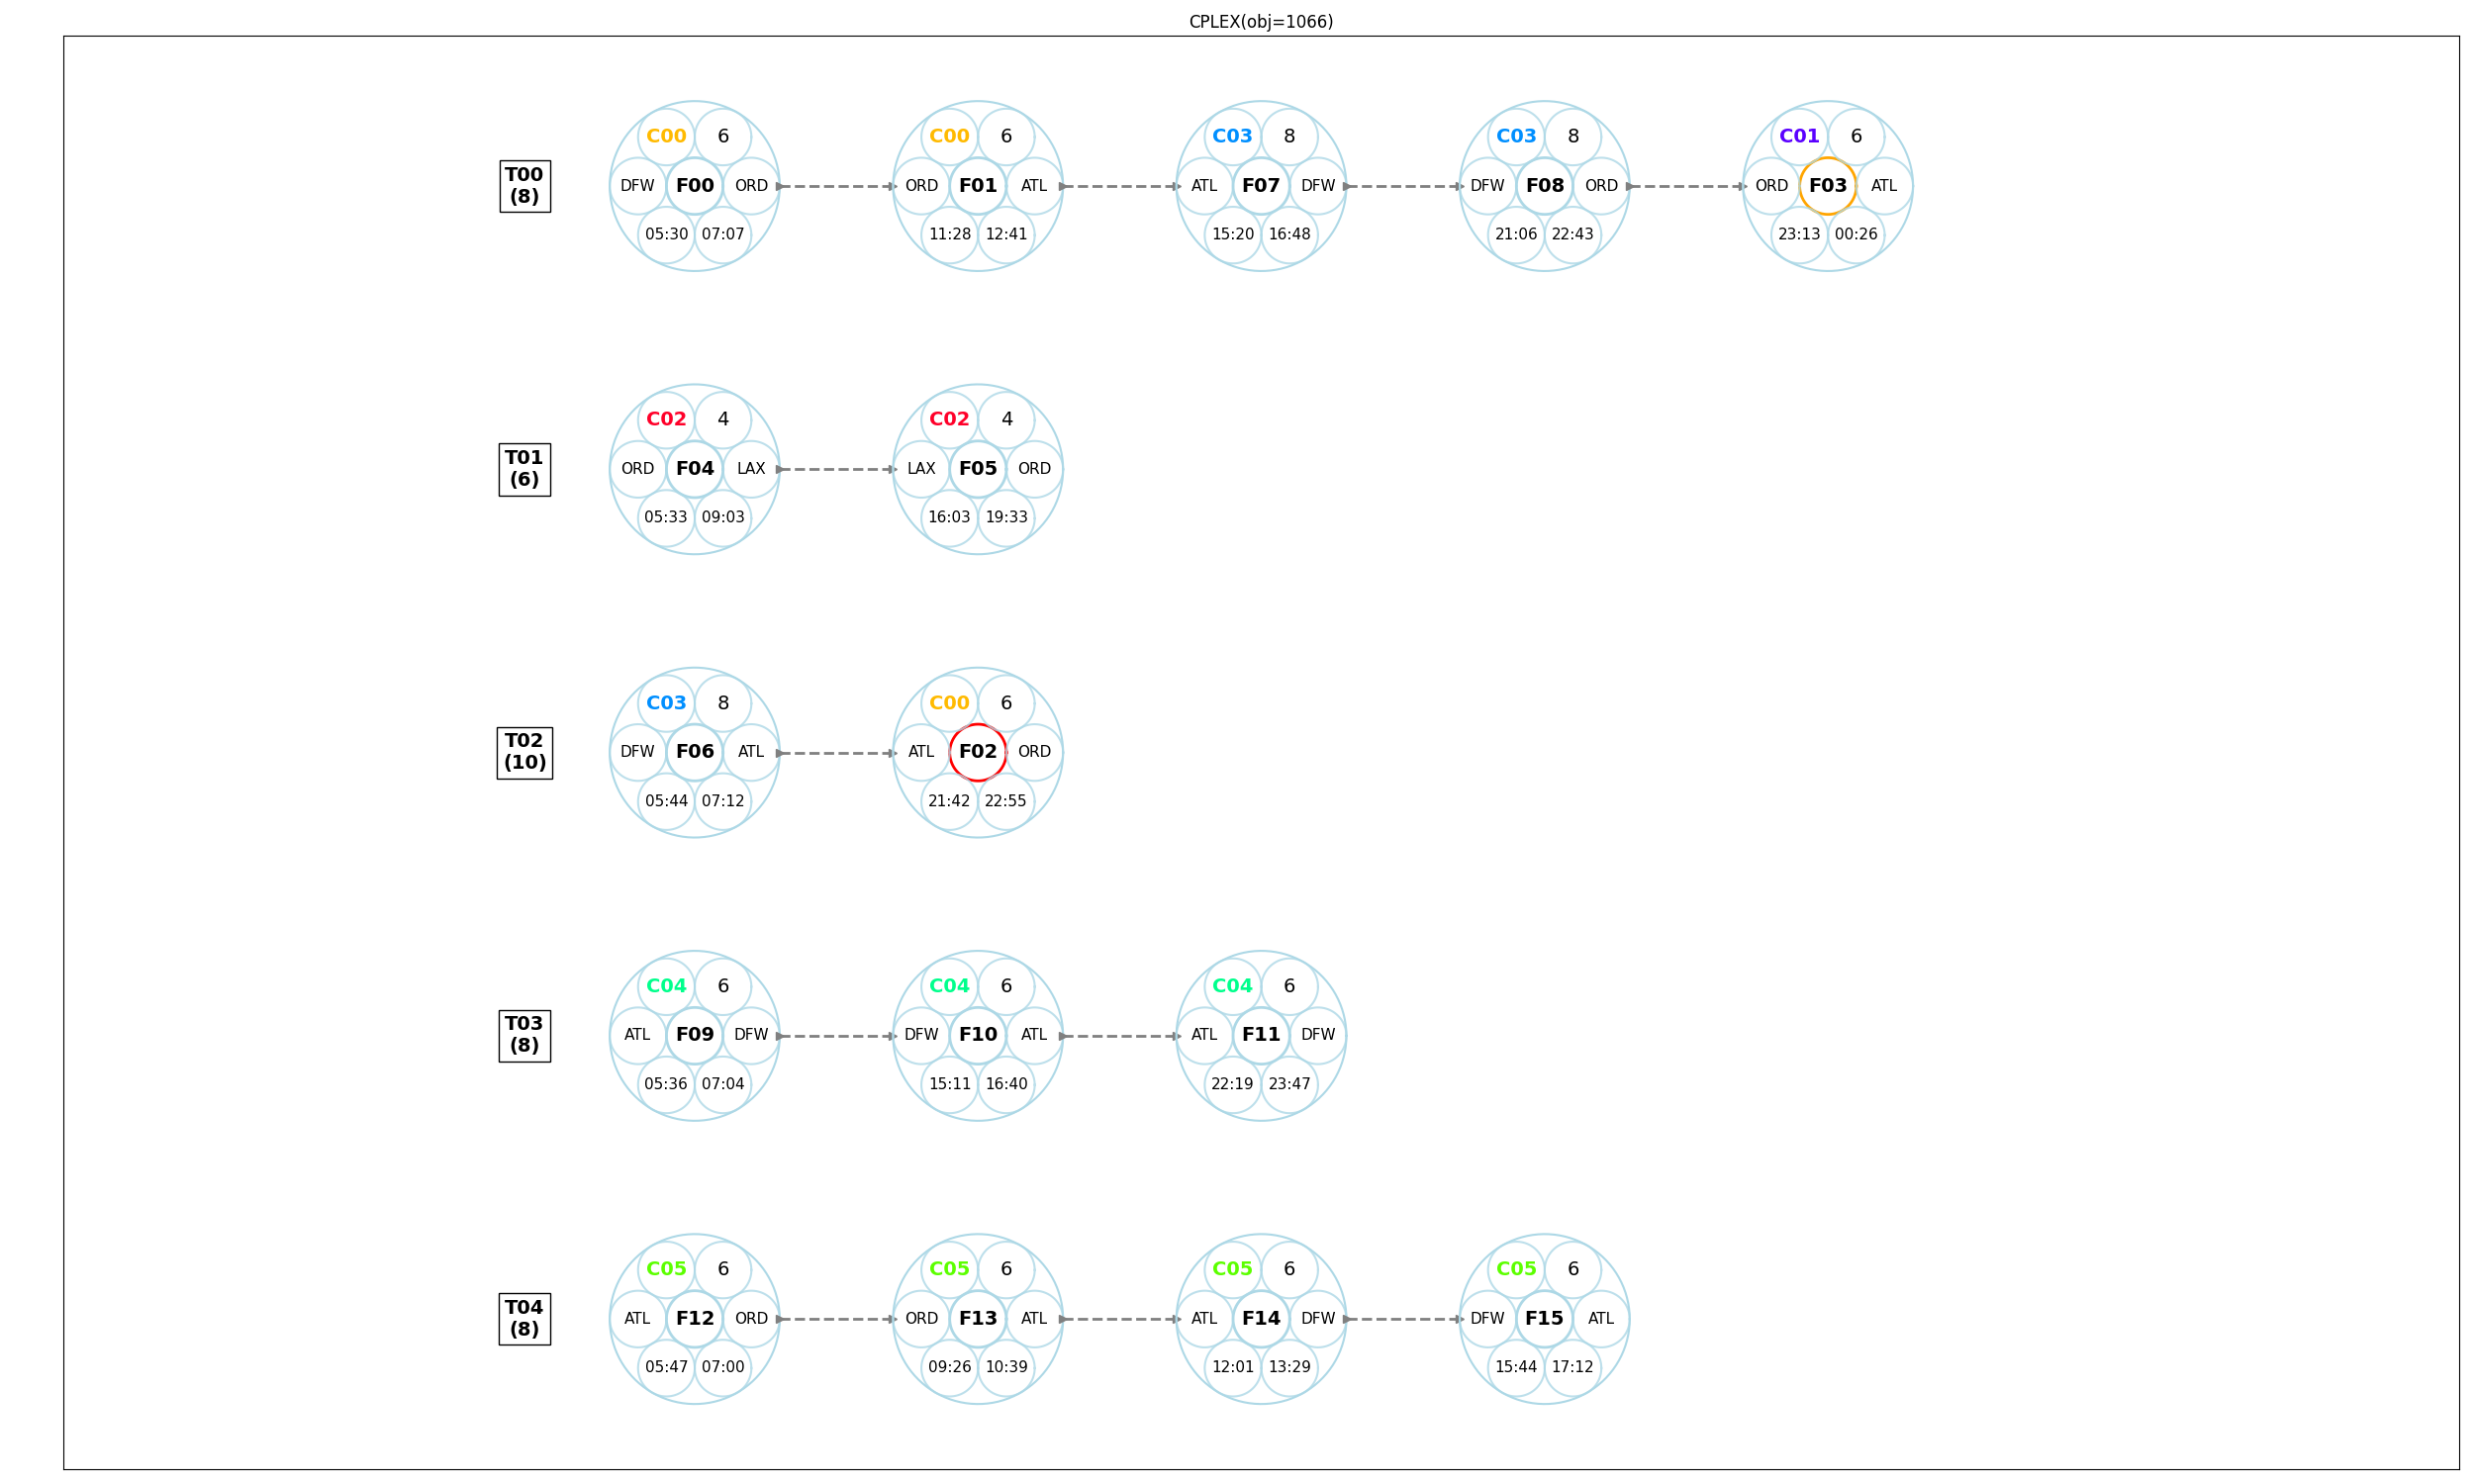 CPLEX(obj=1066)
C00 6 C00 6 C03 8 C03 8 C01 6
T00
(8)
DFW F00 ORD ORD F01 ATL ATL F07 DFW DFW F08 ORD ORD F03 ATL
05:30 07:07 11:28 12:41 15:20 16:48 21:06 22:43 23:13 00:26
C02 4 C02 4
T01
(6)
ORD F04 LAX LAX F05 ORD
05:33 09:03 16:03 19:33
C03 8 C00 6
T02
(10)
DFW F06 ATL ATL F02 ORD
05:44 07:12 21:42 22:55
C04 6 C04 6 C04 6
T03
(8)
ATL F09 DFW DFW F10 ATL ATL F11 DFW
05:36 07:04 15:11 16:40 22:19 23:47
C05 6 C05 6 C05 6 C05 6
T04
(8)
ATL F12 ORD ORD F13 ATL ATL F14 DFW DFW F15 ATL
05:47 07:00 09:26 10:39 12:01 13:29 15:44 17:12